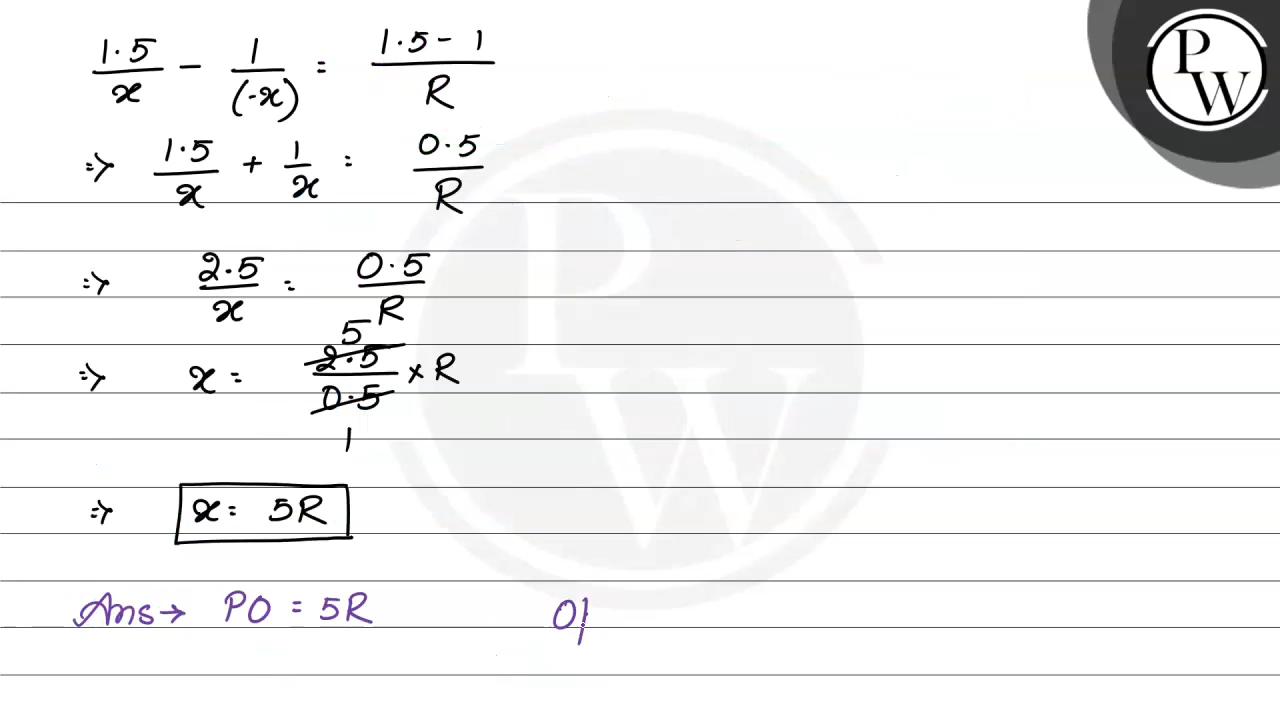 1.5/x - 1/(-x) = 1.5 - 1/R
⇒ 1.5/x + 1/x = 0.5/R
⇒ 2.5/x = 0.5/R
5
⇒ x = 2.5/0.5 × R
1
⇒ x = 5R
Ans → PO = 5R
PW
PW